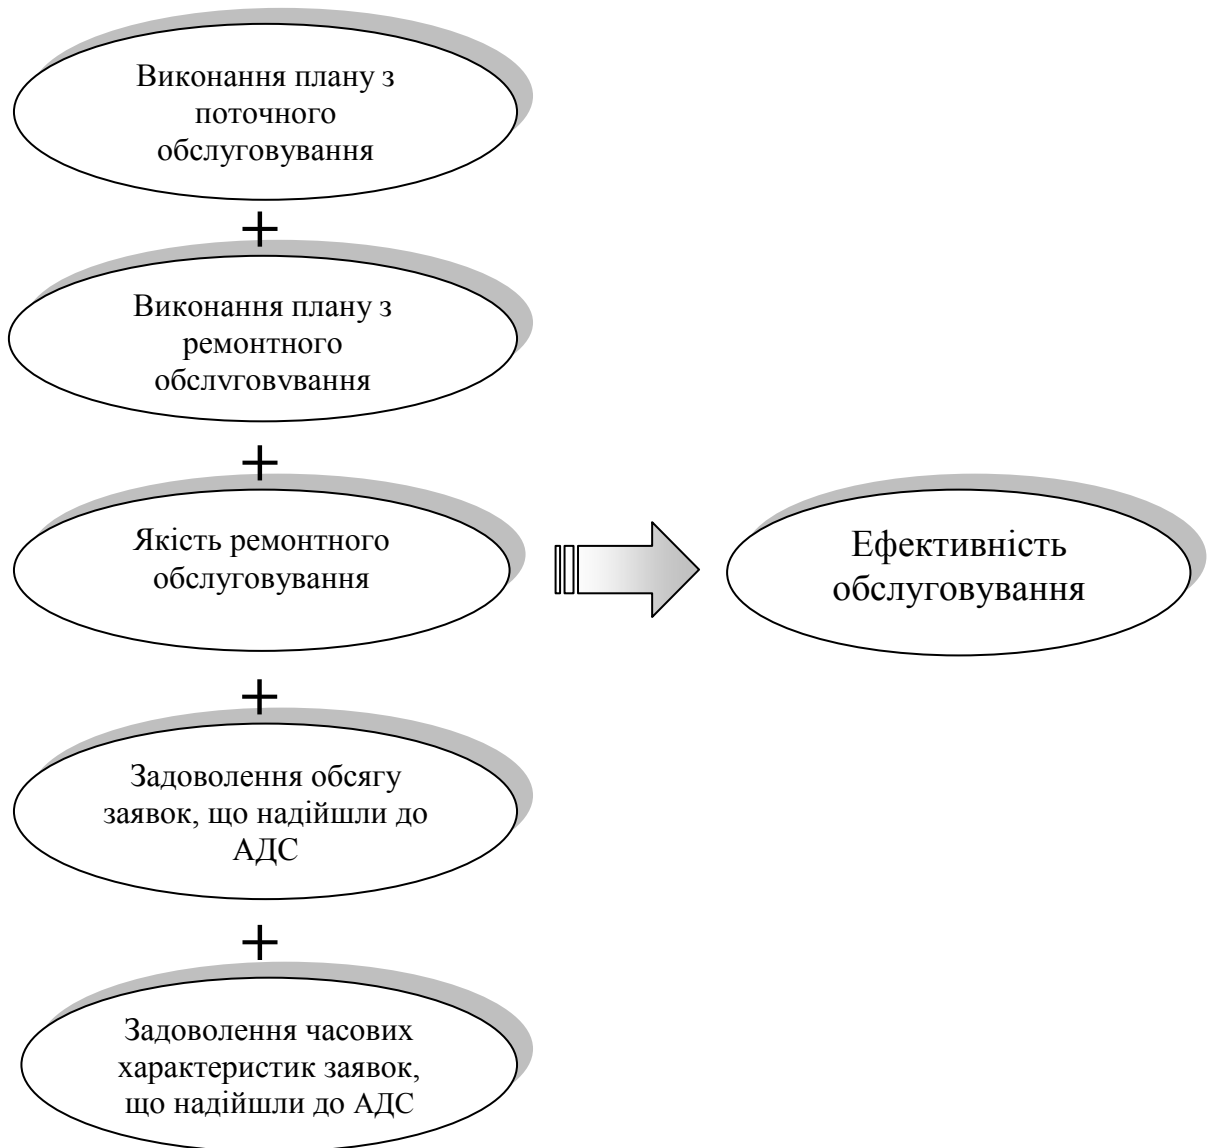 Виконання плану з
поточного
обслуговування
+
Виконання плану з
ремонтного
обслуговування
+
Якість ремонтного
обслуговування
+
Задоволення обсягу
заявок, що надійшли до
АДС
+
Задоволення часових
характеристик заявок,
що надійшли до АДС
Ефективність
обслуговування